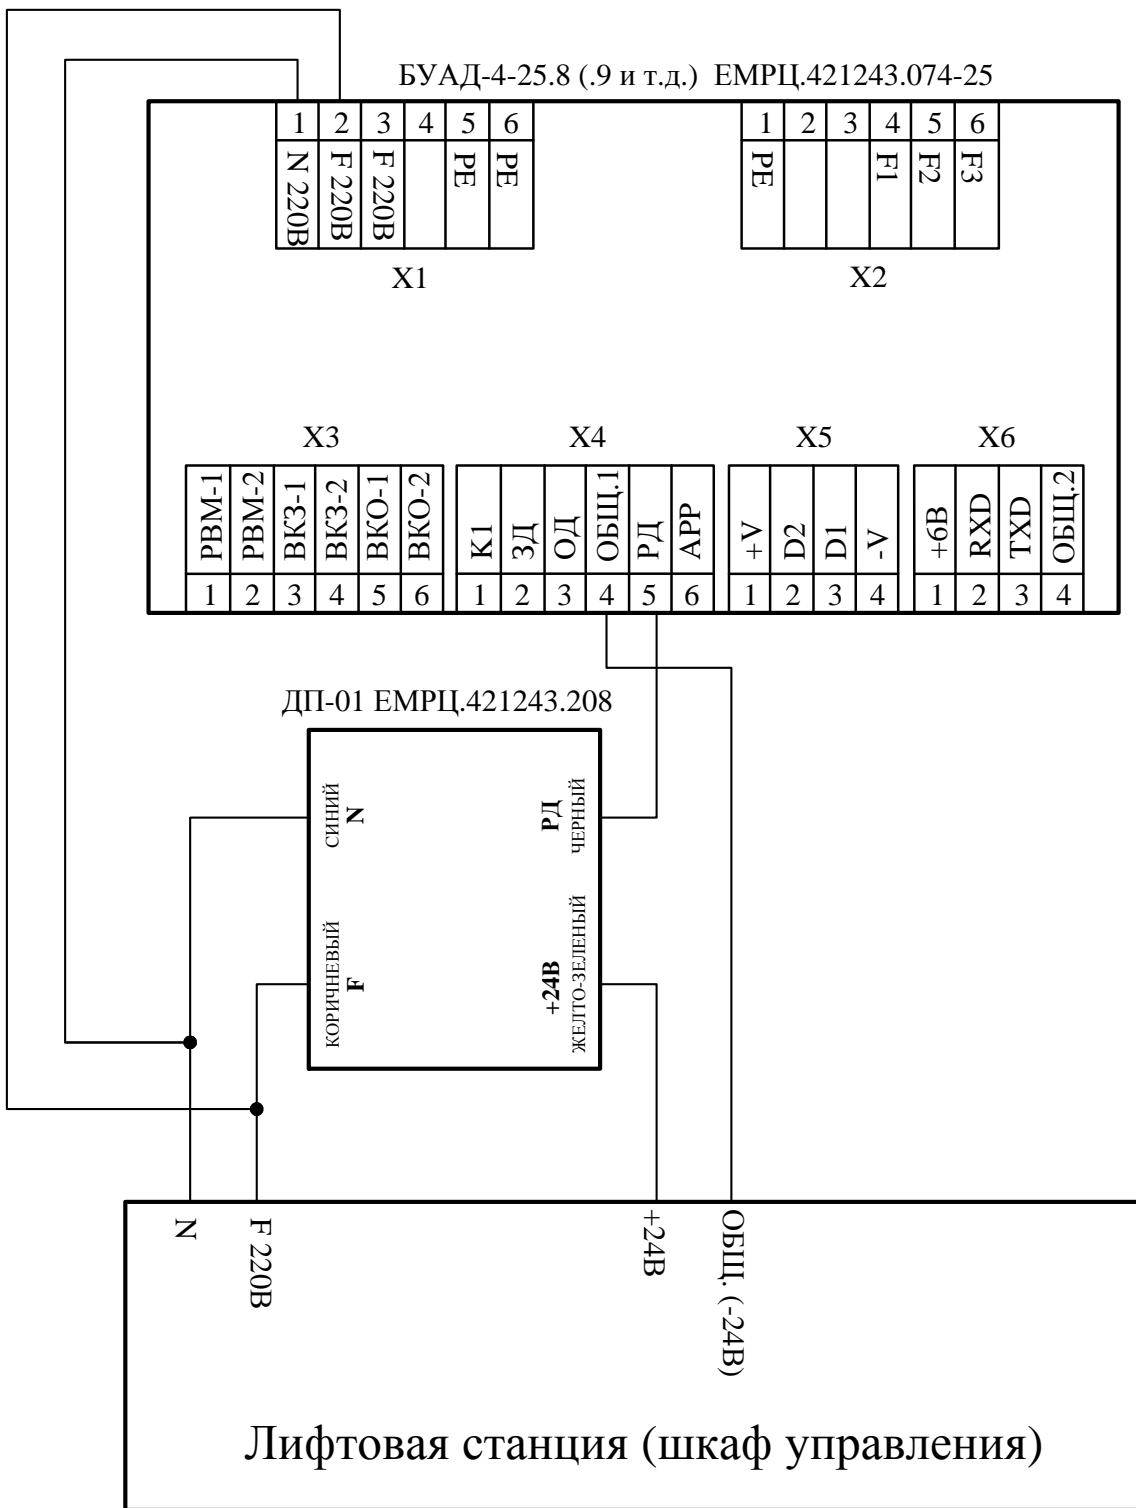 БУАД-4-25.8 (.9 и т.д.) ЕМРЦ.421243.074-25
1 2 3 4 5 6
N 220В
F 220В
F 220В
PE
PE
X1
1 2 3 4 5 6
PE
F1
F2
F3
X2
X3
РВМ-1
РВМ-2
ВКЗ-1
ВКЗ-2
ВКО-1
ВКО-2
1 2 3 4 5 6
X4
К1
ЗД
ОД
ОБЩ.1
РД
АРР
1 2 3 4 5 6
X5
+V
D2
D1
-V
1 2 3 4
X6
+6В
RXD
TXD
ОБЩ.2
1 2 3 4
ДП-01 ЕМРЦ.421243.208
СИНИЙ
N
РД
ЧЕРНЫЙ
КОРИЧНЕВЫЙ
F
+24В
ЖЕЛТО-ЗЕЛЕНЫЙ
N
F 220В
+24В
ОБЩ. (-24В)
Лифтовая станция (шкаф управления)